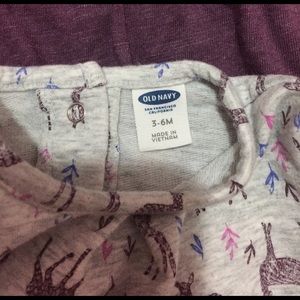 OLD NAVY
SAN FRANCISCO
CALIFORNIA
3-6M
MADE IN
VIETNAM